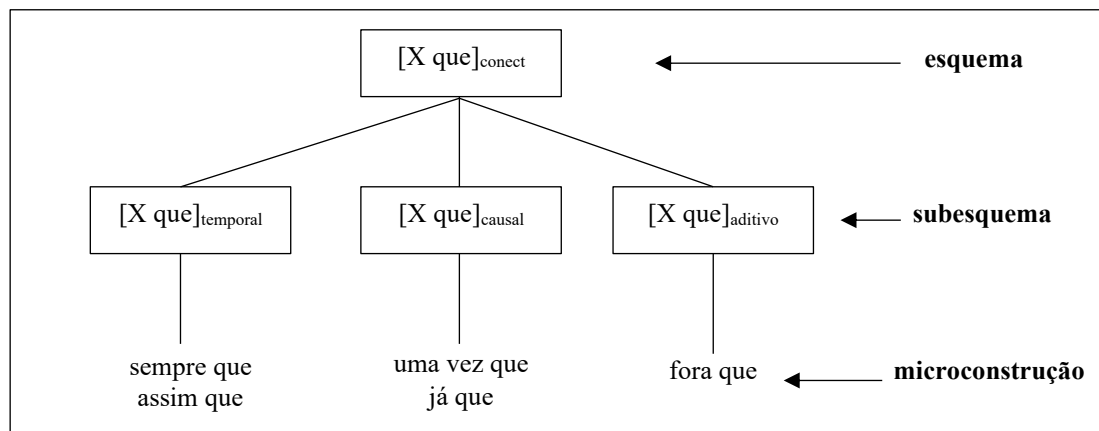 [X que]conect
esquema
[X que]temporal
[X que]causal
[X que]aditivo
subesquema
sempre que
assim que
uma vez que
já que
fora que
microconstrução